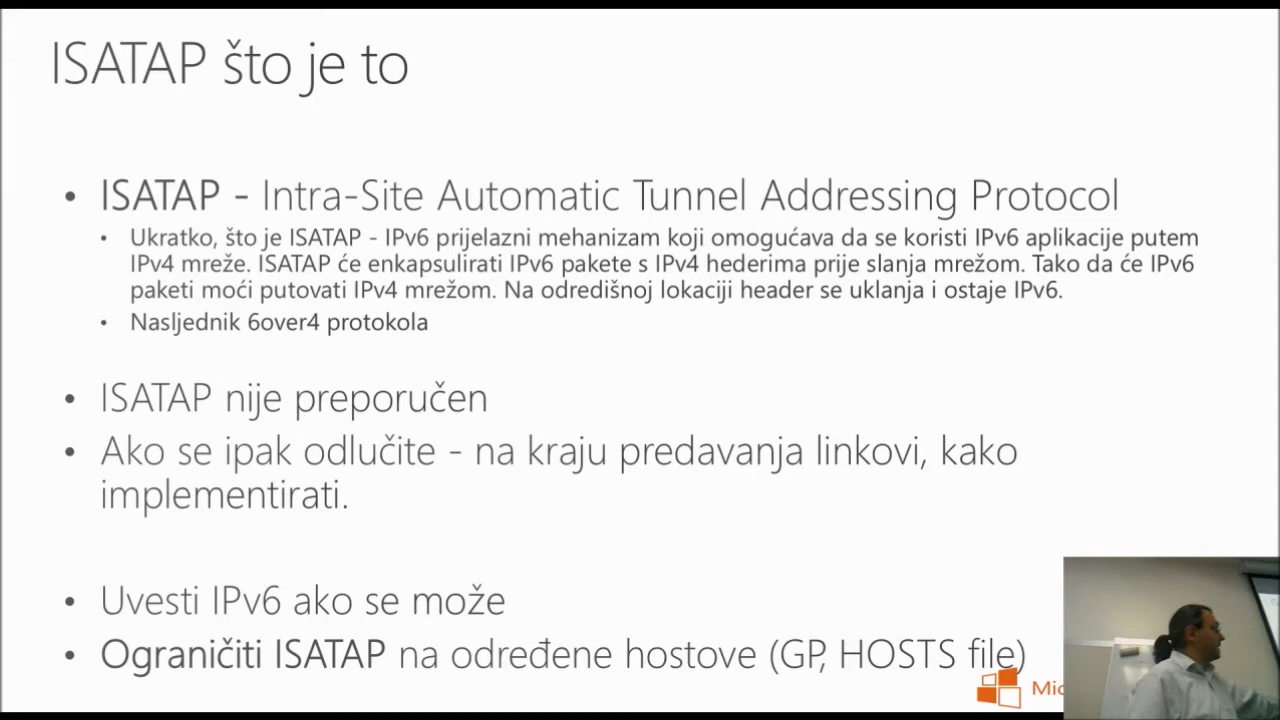 ISATAP što je to
• ISATAP - Intra-Site Automatic Tunnel Addressing Protocol
• Ukratko, što je ISATAP - IPv6 prijelazni mehanizam koji omogućava da se koristi IPv6 aplikacije putem
IPv4 mreže. ISATAP će enkapsulirati IPv6 pakete s IPv4 hederima prije slanja mrežom. Tako da će IPv6
paketi moći putovati IPv4 mrežom. Na odredišnoj lokaciji header se uklanja i ostaje IPv6.
• Nasljednik 6over4 protokola
• ISATAP nije preporučen
• Ako se ipak odlučite - na kraju predavanja linkovi, kako
implementirati.
• Uvesti IPv6 ako se može
• Ograničiti ISATAP na određene hostove (GP, HOSTS file)